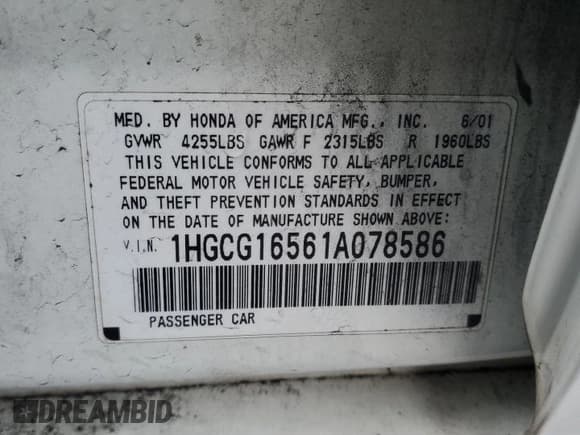 MFD. BY HONDA OF AMERICA MFG., INC. 6/01
GVWR 4255LBS GAWR F 2315LBS R 1960LBS
THIS VEHICLE CONFORMS TO ALL APPLICABLE
FEDERAL MOTOR VEHICLE SAFETY, BUMPER,
AND THEFT PREVENTION STANDARDS IN EFFECT
ON THE DATE OF MANUFACTURE SHOWN ABOVE:
V.I.N. 1HGCG16561A078586
PASSENGER CAR
DREAMBID